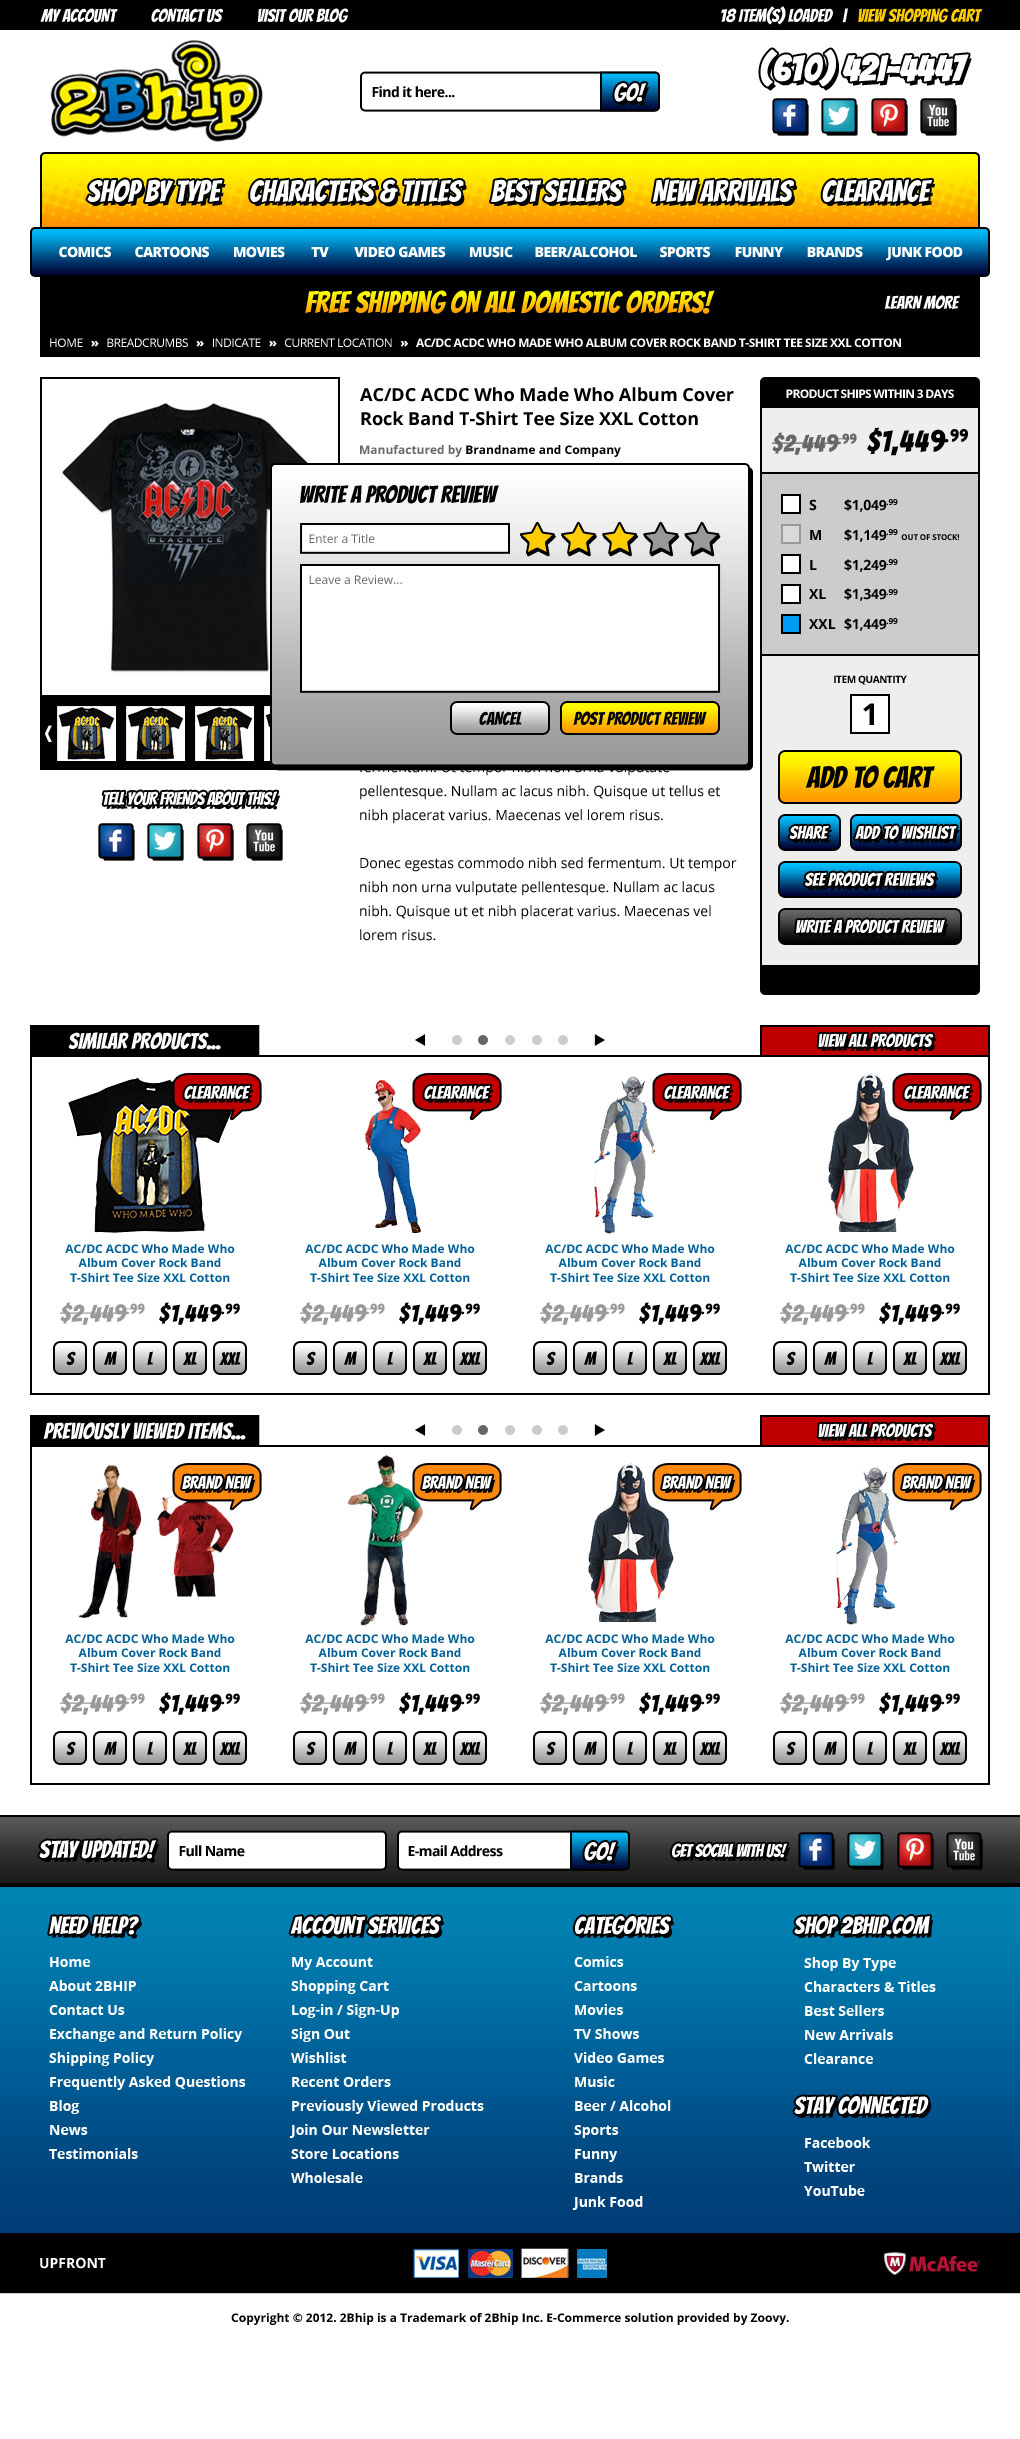 MY ACCOUNT CONTACT US VISIT OUR BLOG 18 ITEM(S) LOADED | VIEW SHOPPING CART
2Bhip
Find it here... GO!
(610) 421-4447
You Tube
SHOP BY TYPE CHARACTERS & TITLES BEST SELLERS NEW ARRIVALS CLEARANCE
COMICS CARTOONS MOVIES TV VIDEO GAMES MUSIC BEER/ALCOHOL SPORTS FUNNY BRANDS JUNK FOOD
FREE SHIPPING ON ALL DOMESTIC ORDERS! LEARN MORE
HOME » BREADCRUMBS » INDICATE » CURRENT LOCATION » AC/DC ACDC WHO MADE WHO ALBUM COVER ROCK BAND T-SHIRT TEE SIZE XXL COTTON
AC/DC
BLACK ICE
AC/DC ACDC Who Made Who Album Cover
Rock Band T-Shirt Tee Size XXL Cotton
Manufactured by Brandname and Company
WRITE A PRODUCT REVIEW
Enter a Title
Leave a Review...
CANCEL POST PRODUCT REVIEW
fermentum. Ut tempor nibh non urna vulputate
pellentesque. Nullam ac lacus nibh. Quisque ut tellus et
nibh placerat varius. Maecenas vel lorem risus.
Donec egestas commodo nibh sed fermentum. Ut tempor
nibh non urna vulputate pellentesque. Nullam ac lacus
nibh. Quisque ut et nibh placerat varius. Maecenas vel
lorem risus.
AC/DC AC/DC AC/DC
TELL YOUR FRIENDS ABOUT THIS!
You Tube
PRODUCT SHIPS WITHIN 3 DAYS
$2,449.99 $1,449.99
S $1,049.99
M $1,149.99 OUT OF STOCK!
L $1,249.99
XL $1,349.99
XXL $1,449.99
ITEM QUANTITY
1
ADD TO CART
SHARE ADD TO WISHLIST
SEE PRODUCT REVIEWS
WRITE A PRODUCT REVIEW
SIMILAR PRODUCTS... VIEW ALL PRODUCTS
CLEARANCE CLEARANCE CLEARANCE CLEARANCE
AC/DC
WHO MADE WHO
AC/DC ACDC Who Made Who AC/DC ACDC Who Made Who AC/DC ACDC Who Made Who AC/DC ACDC Who Made Who
Album Cover Rock Band Album Cover Rock Band Album Cover Rock Band Album Cover Rock Band
T-Shirt Tee Size XXL Cotton T-Shirt Tee Size XXL Cotton T-Shirt Tee Size XXL Cotton T-Shirt Tee Size XXL Cotton
$2,449.99 $1,449.99 $2,449.99 $1,449.99 $2,449.99 $1,449.99 $2,449.99 $1,449.99
S M L XL XXL S M L XL XXL S M L XL XXL S M L XL XXL
PREVIOUSLY VIEWED ITEMS... VIEW ALL PRODUCTS
BRAND NEW BRAND NEW BRAND NEW BRAND NEW
AC/DC ACDC Who Made Who AC/DC ACDC Who Made Who AC/DC ACDC Who Made Who AC/DC ACDC Who Made Who
Album Cover Rock Band Album Cover Rock Band Album Cover Rock Band Album Cover Rock Band
T-Shirt Tee Size XXL Cotton T-Shirt Tee Size XXL Cotton T-Shirt Tee Size XXL Cotton T-Shirt Tee Size XXL Cotton
$2,449.99 $1,449.99 $2,449.99 $1,449.99 $2,449.99 $1,449.99 $2,449.99 $1,449.99
S M L XL XXL S M L XL XXL S M L XL XXL S M L XL XXL
STAY UPDATED! Full Name E-mail Address GO! GET SOCIAL WITH US! You Tube
NEED HELP?
Home
About 2BHIP
Contact Us
Exchange and Return Policy
Shipping Policy
Frequently Asked Questions
Blog
News
Testimonials
ACCOUNT SERVICES
My Account
Shopping Cart
Log-in / Sign-Up
Sign Out
Wishlist
Recent Orders
Previously Viewed Products
Join Our Newsletter
Store Locations
Wholesale
CATEGORIES
Comics
Cartoons
Movies
TV Shows
Video Games
Music
Beer / Alcohol
Sports
Funny
Brands
Junk Food
SHOP 2BHIP.COM
Shop By Type
Characters & Titles
Best Sellers
New Arrivals
Clearance
STAY CONNECTED
Facebook
Twitter
YouTube
UPFRONT VISA MasterCard DISCOVER AMERICAN EXPRESS McAfee
Copyright © 2012. 2Bhip is a Trademark of 2Bhip Inc. E-Commerce solution provided by Zoovy.